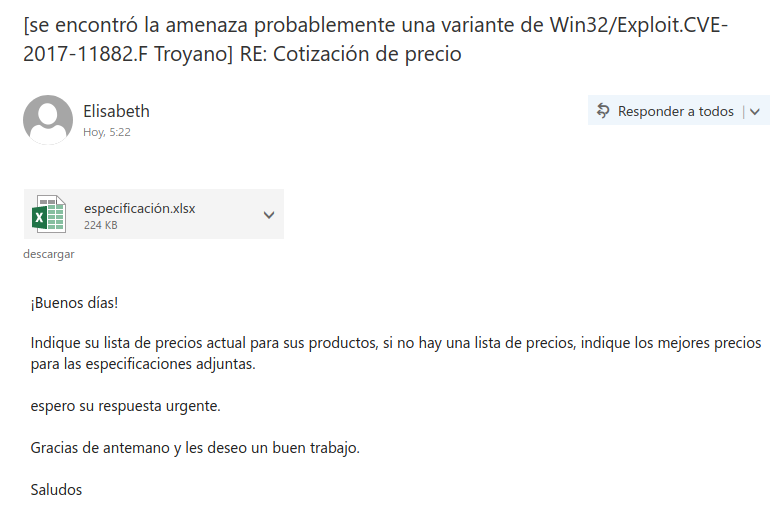 [se encontró la amenaza probablemente una variante de Win32/Exploit.CVE-
2017-11882.F Troyano] RE: Cotización de precio
Elisabeth
Hoy, 5:22
Responder a todos
especificación.xlsx
224 KB
descargar
¡Buenos días!
Indique su lista de precios actual para sus productos, si no hay una lista de precios, indique los mejores precios
para las especificaciones adjuntas.
espero su respuesta urgente.
Gracias de antemano y les deseo un buen trabajo.
Saludos